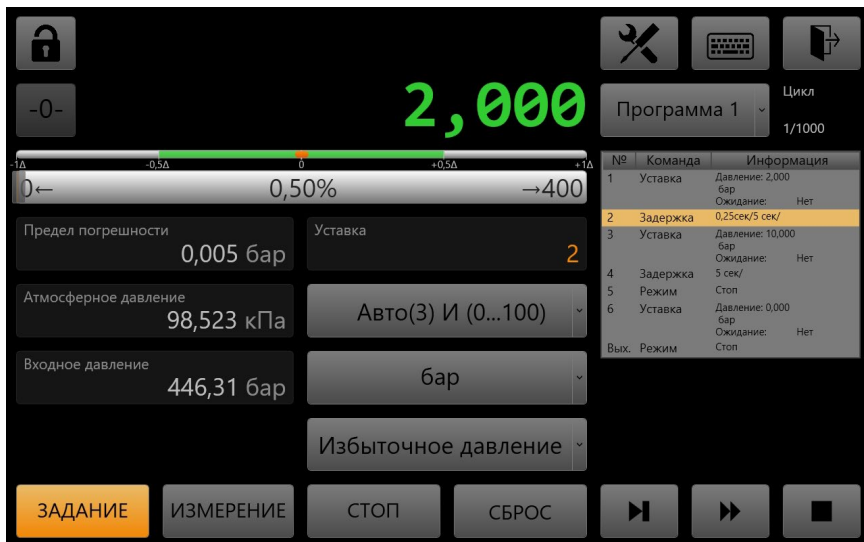 -0-
2,000
Программа 1
Цикл
1/1000
-1Δ -0,5Δ 0 +0,5Δ +1Δ
0← 0,50% →400
Предел погрешности
0,005 бар
Уставка
2
Атмосферное давление
98,523 кПа
Авто(3) И (0...100)
Входное давление
446,31 бар
бар
Избыточное давление
№ Команда Информация
1 Уставка Давление: 2,000
бар
Ожидание: Нет
2 Задержка 0,25сек/5 сек/
3 Уставка Давление: 10,000
бар
Ожидание: Нет
4 Задержка 5 сек/
5 Режим Стоп
6 Уставка Давление: 0,000
бар
Ожидание: Нет
Вых. Режим Стоп
ЗАДАНИЕ ИЗМЕРЕНИЕ СТОП СБРОС